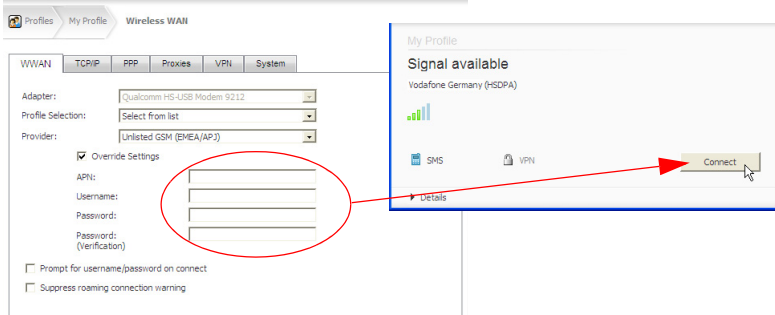 Profiles
My Profile
Wireless WAN
WWAN
TCP/IP
PPP
Proxies
VPN
System
Adapter:
Qualcomm HS-USB Modem 9212
Profile Selection:
Select from list
Provider:
Unlisted GSM (EMEA/APJ)
Override Settings
APN:
Username:
Password:
Password:
(Verification)
Prompt for username/password on connect
Suppress roaming connection warning
My Profile
Signal available
Vodafone Germany (HSDPA)
SMS
VPN
Connect
Details